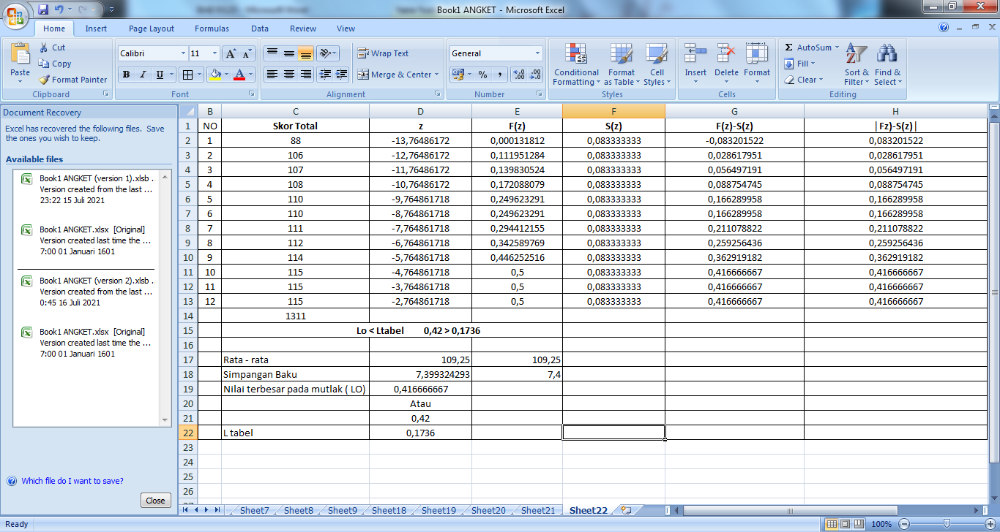 Book1 ANGKET - Microsoft Excel
Home Insert Page Layout Formulas Data Review View
Paste
Cut
Copy
Format Painter
Clipboard
Calibri 11
B I U
Font
Wrap Text
Merge & Center
Alignment
General
% ,
Number
Conditional Formatting
Format as Table
Cell Styles
Styles
Insert Delete Format
Cells
Σ AutoSum
Fill
Clear
Sort & Filter
Find & Select
Editing
Document Recovery
Excel has recovered the following files. Save
the ones you wish to keep.
Available files
Book1 ANGKET (version 1).xlsb ..
Version created from the last ...
23:22 15 Juli 2021
Book1 ANGKET.xlsx [Original]
Version created last time the ...
7:00 01 Januari 1601
Book1 ANGKET (version 2).xlsb ..
Version created from the last ...
0:45 16 Juli 2021
Book1 ANGKET.xlsx [Original]
Version created last time the ...
7:00 01 Januari 1601
Which file do I want to save?
Close
B C D E F G H
1 NO Skor Total z F(z) S(z) F(z)-S(z) |Fz)-S(z)|
2 1 88 -13,76486172 0,000131812 0,083333333 -0,083201522 0,083201522
3 2 106 -12,76486172 0,111951284 0,083333333 0,028617951 0,028617951
4 3 107 -11,76486172 0,139830524 0,083333333 0,056497191 0,056497191
5 4 108 -10,76486172 0,172088079 0,083333333 0,088754745 0,088754745
6 5 110 -9,764861718 0,249623291 0,083333333 0,166289958 0,166289958
7 6 110 -8,764861718 0,249623291 0,083333333 0,166289958 0,166289958
8 7 111 -7,764861718 0,294412155 0,083333333 0,211078822 0,211078822
9 8 112 -6,764861718 0,342589769 0,083333333 0,259256436 0,259256436
10 9 114 -5,764861718 0,446252516 0,083333333 0,362919182 0,362919182
11 10 115 -4,764861718 0,5 0,083333333 0,416666667 0,416666667
12 11 115 -3,764861718 0,5 0,083333333 0,416666667 0,416666667
13 12 115 -2,764861718 0,5 0,083333333 0,416666667 0,416666667
14 1311
15 Lo < Ltabel 0,42 > 0,1736
16
17 Rata - rata 109,25 109,25
18 Simpangan Baku 7,399324293 7,4
19 Nilai terbesar pada mutlak ( LO) 0,416666667
20 Atau
21 0,42
22 L tabel 0,1736
23
24
25
26
Sheet7 Sheet8 Sheet9 Sheet18 Sheet19 Sheet20 Sheet21 Sheet22
Ready
100%